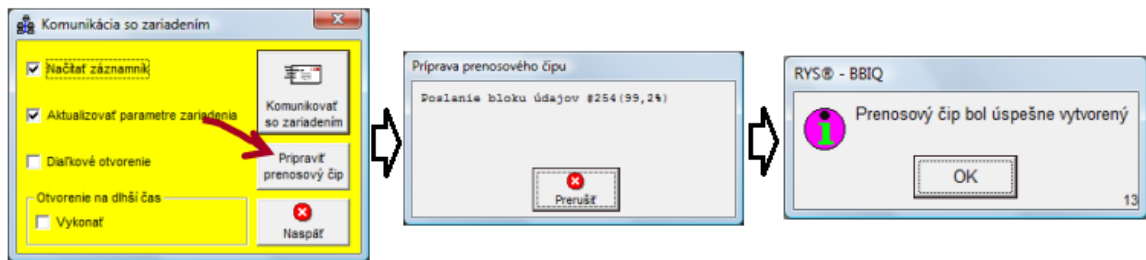 Komunikácia so zariadením
Načítať záznamník
Komunikovať
so zariadením
Aktualizovať parametre zariadenia
Pripraviť
prenosový čip
Diaľkové otvorenie
Otvorenie na dlhší čas
Vykonať
Naspäť
Príprava prenosového čipu
Poslanie bloku údajov #254(99,2%)
Prerušiť
RYS® - BBIQ
Prenosový čip bol úspešne vytvorený
OK
13